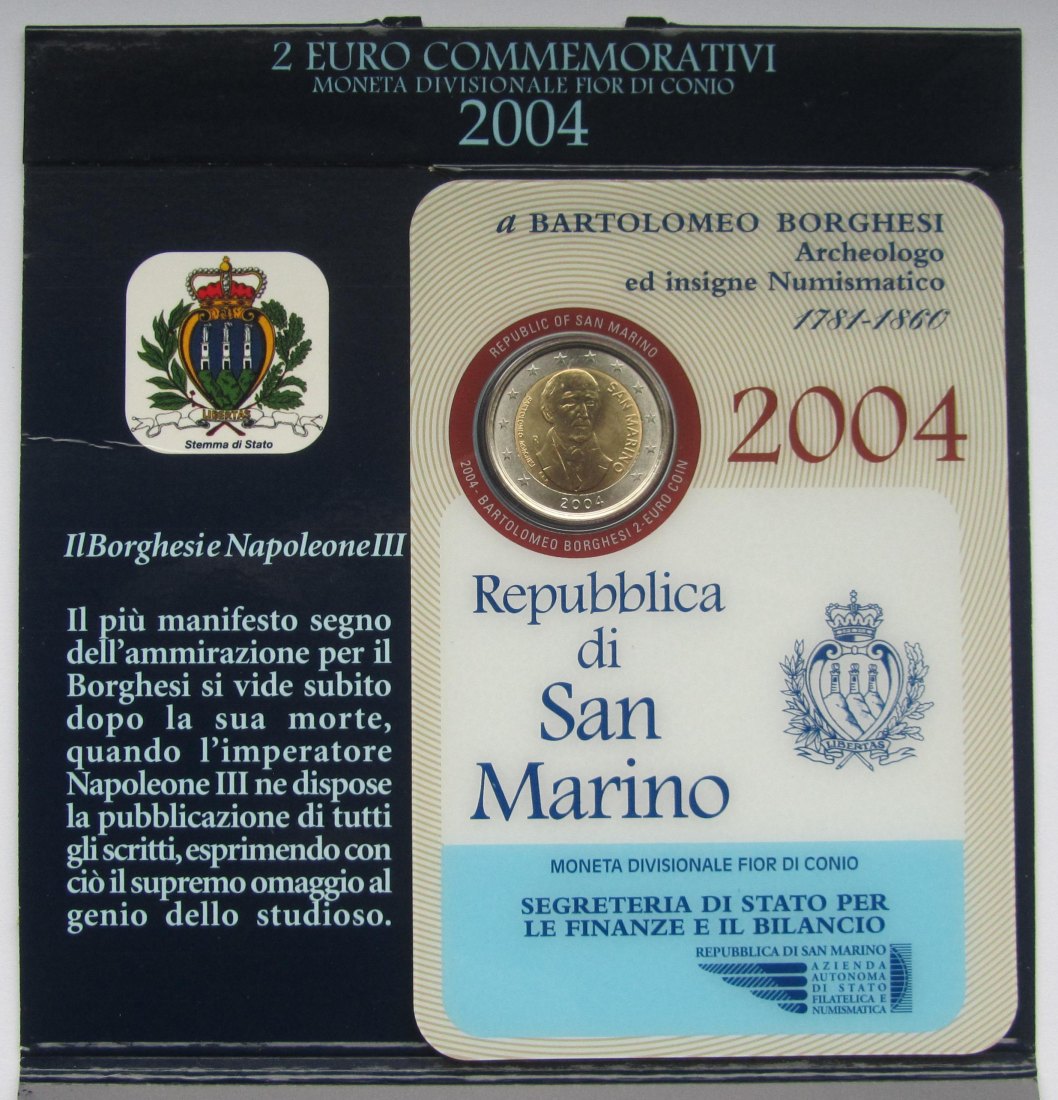 2 EURO COMMEMORATIVI
MONETA DIVISIONALE FIOR DI CONIO
2004
LIBERTAS
Stemma di Stato
Il Borghesi e Napoleone III
Il più manifesto segno
dell'ammirazione per il
Borghesi si vide subito
dopo la sua morte,
quando l'imperatore
Napoleone III ne dispose
la pubblicazione di tutti
gli scritti, esprimendo con
ciò il supremo omaggio al
genio dello studioso.
a BARTOLOMEO BORGHESI
Archeologo
ed insigne Numismatico
1781-1860
REPUBLIC OF SAN MARINO
SAN MARINO
BARTOLOMEO BORGHESI
R
2004
2004 - BARTOLOMEO BORGHESI 2-EURO COIN
2004
Repubblica
di
San
Marino
LIBERTAS
MONETA DIVISIONALE FIOR DI CONIO
SEGRETERIA DI STATO PER
LE FINANZE E IL BILANCIO
REPUBBLICA DI SAN MARINO
AZIENDA
AUTONOMA
DI STATO
FILATELICA E
NUMISMATICA